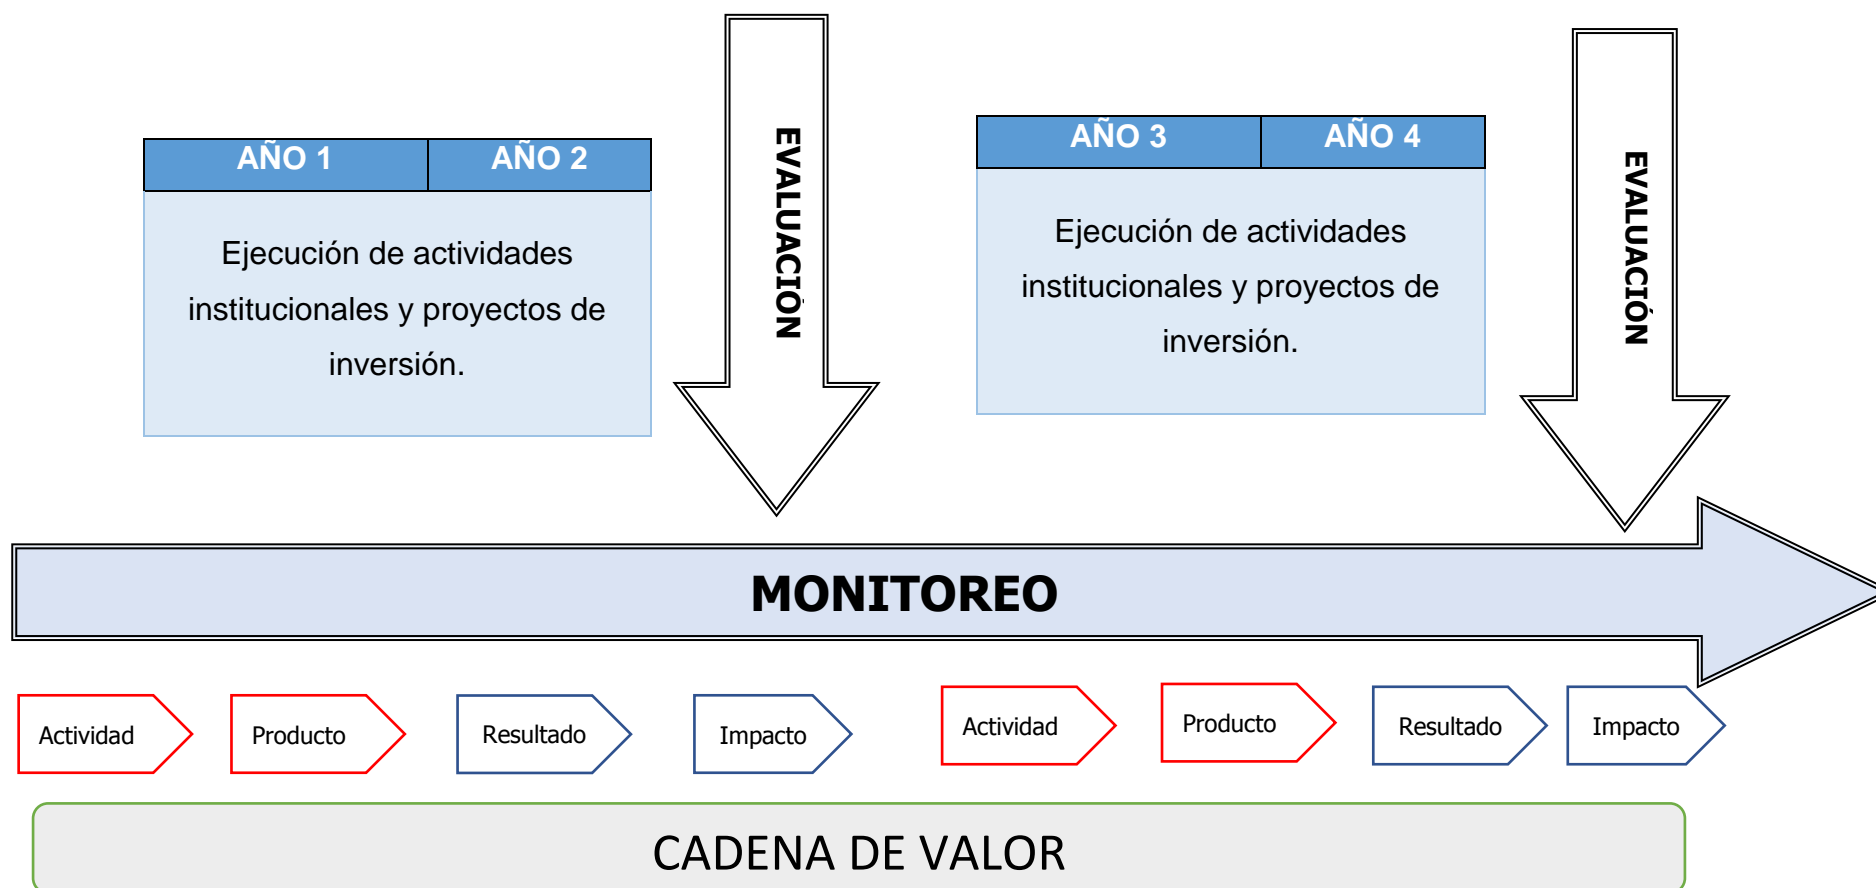 AÑO 1
AÑO 2
Ejecución de actividades
institucionales y proyectos de
inversión.
EVALUACIÓN
AÑO 3
AÑO 4
Ejecución de actividades
institucionales y proyectos de
inversión.
EVALUACIÓN
MONITOREO
Actividad
Producto
Resultado
Impacto
Actividad
Producto
Resultado
Impacto
CADENA DE VALOR